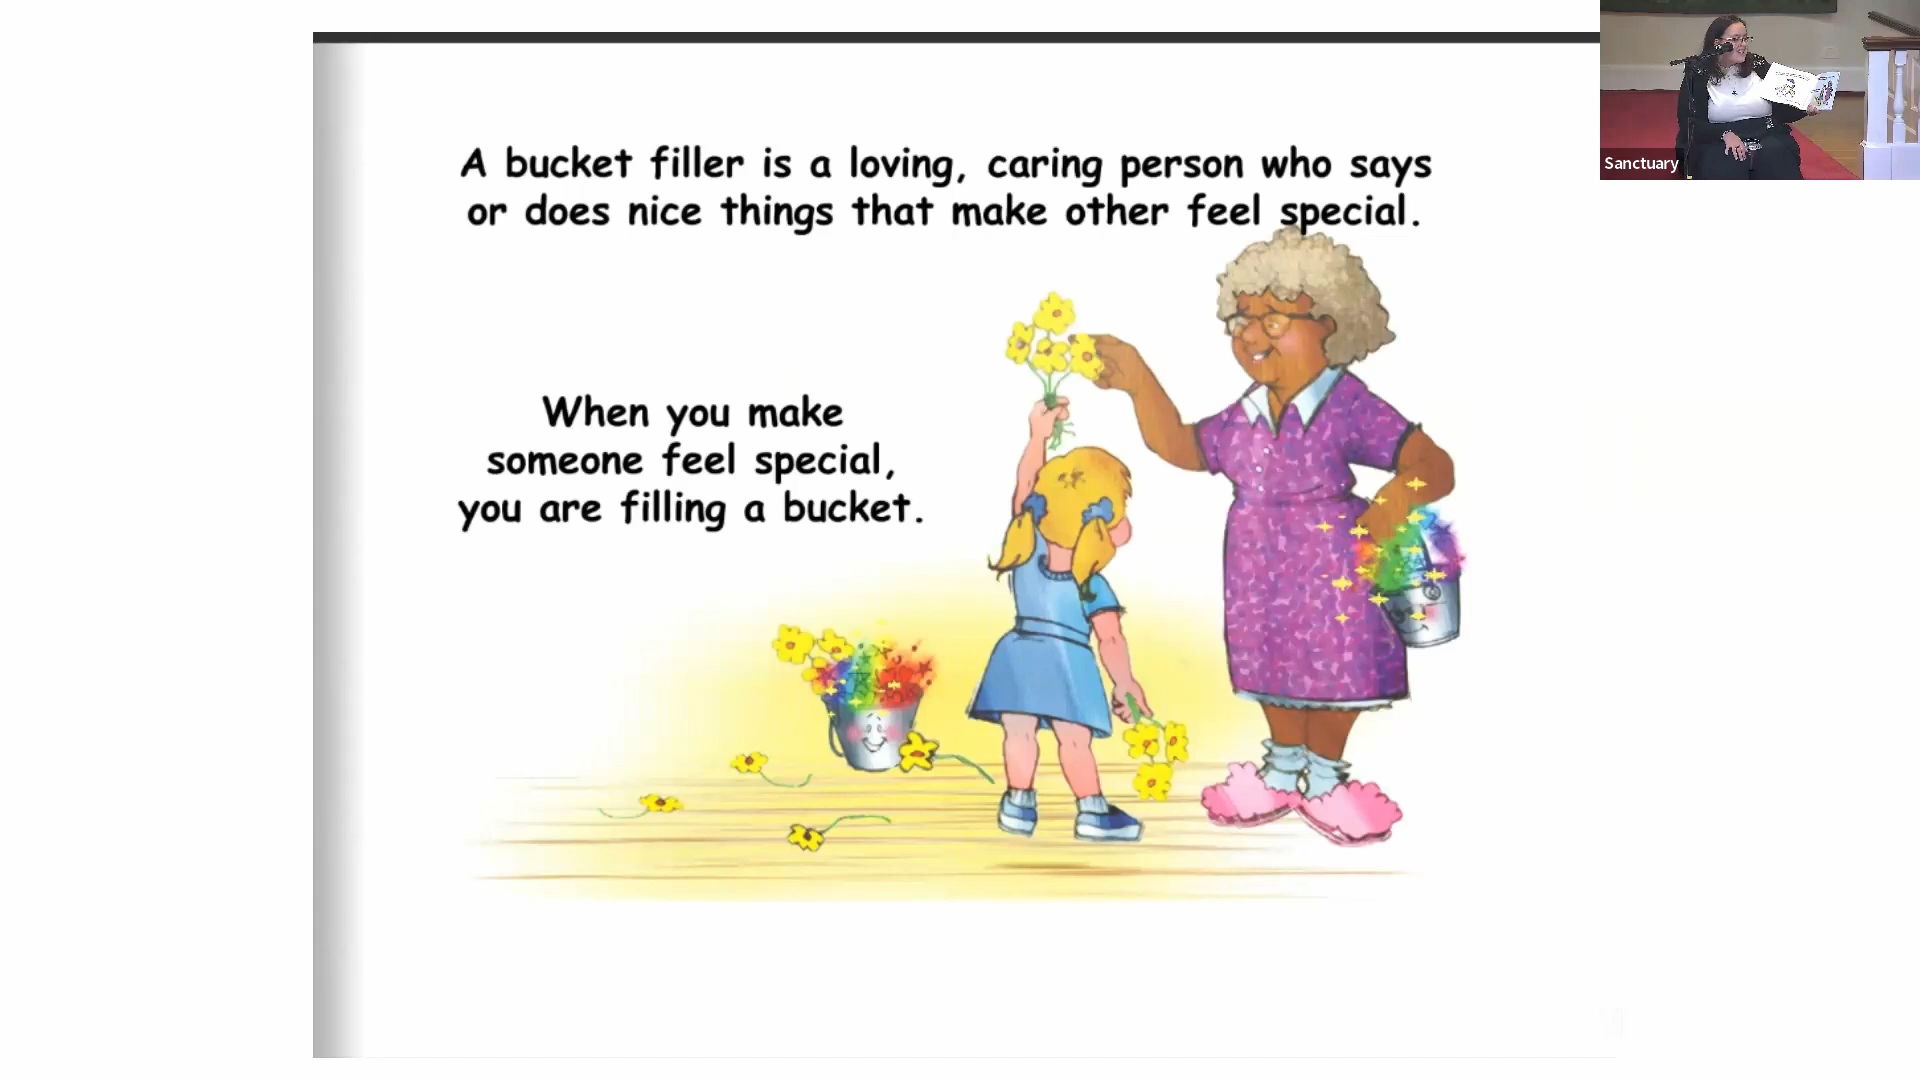 A bucket filler is a loving, caring person who says
or does nice things that make other feel special.
When you make
someone feel special,
you are filling a bucket.
Sanctuary